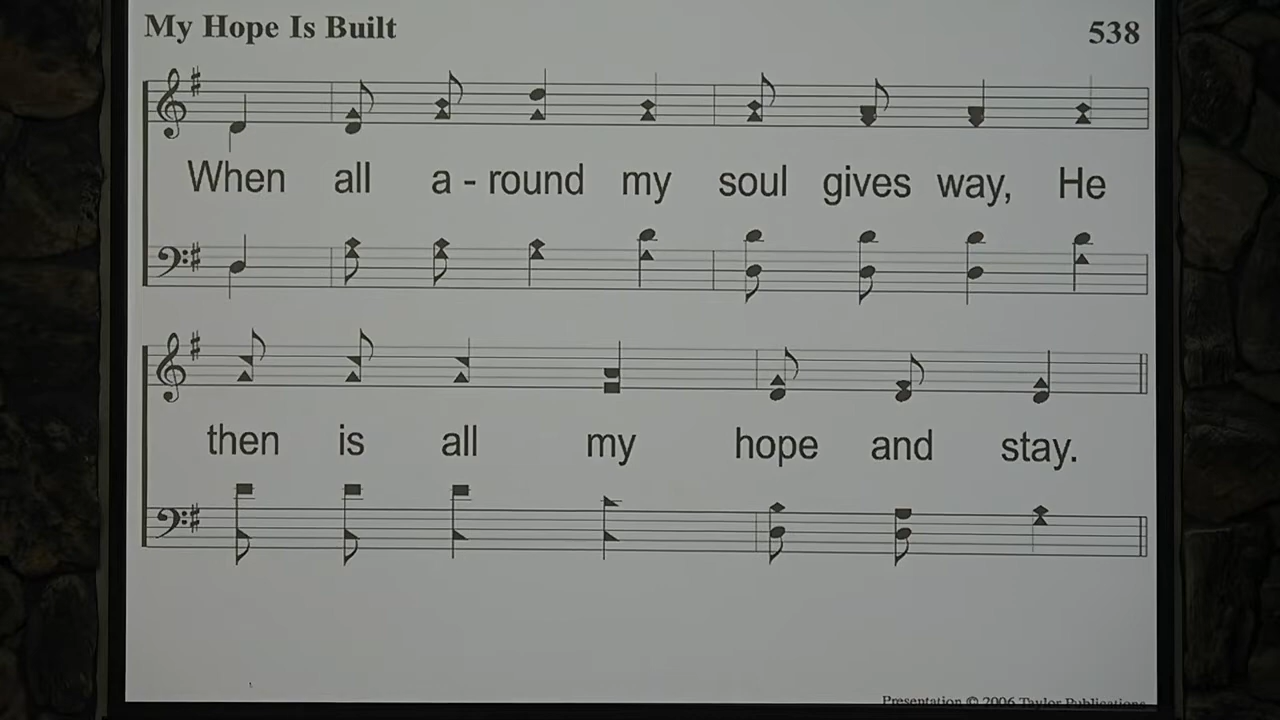 My Hope Is Built 538
When all a - round my soul gives way, He
then is all my hope and stay.
Presentation © 2006 Taylor Publications